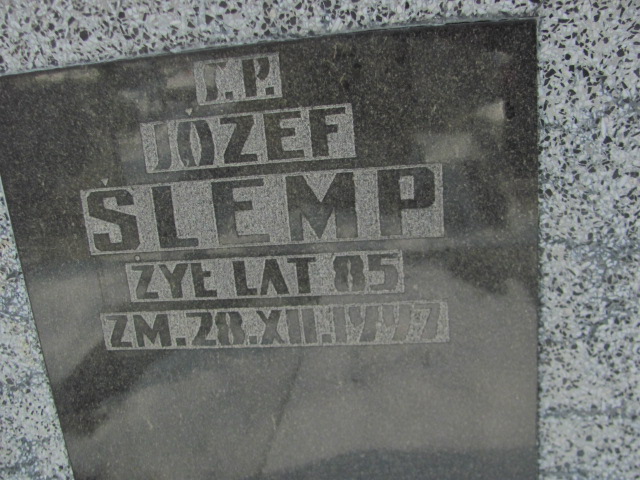 Ś.P.
JÓZEF
ŚLEMP
ŻYŁ LAT 85
ZM. 28.XII.1997